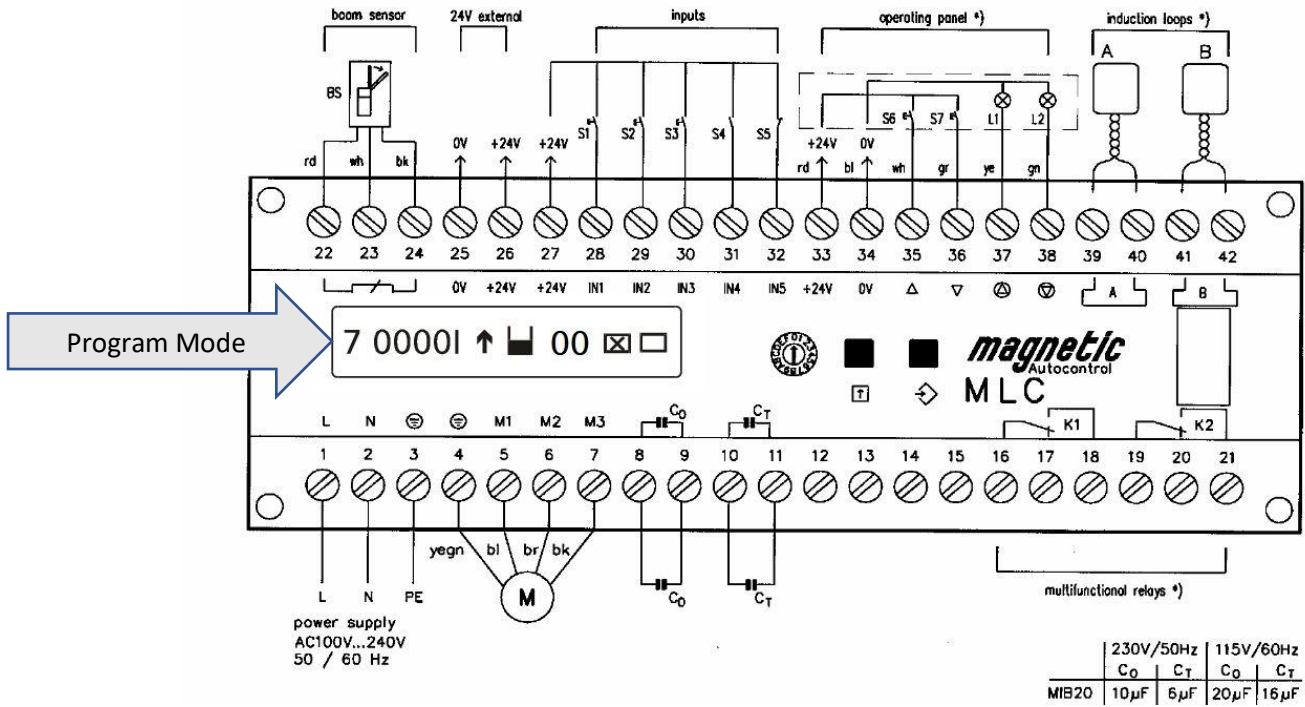 boom sensor 24V external inputs operating panel *) induction loops *)
A B
BS
S1 S2 S3 S4 S5 S6 S7 L1 L2
0V +24V +24V +24V 0V
rd wh bk rd bl wh gr ye gn
22 23 24 25 26 27 28 29 30 31 32 33 34 35 36 37 38 39 40 41 42
0V +24V +24V IN1 IN2 IN3 IN4 IN5 +24V 0V A B
Program Mode
7 0000I 00
0123456789ABCDEF
magnetic
Autocontrol
MLC
L N M1 M2 M3 C0 CT K1 K2
1 2 3 4 5 6 7 8 9 10 11 12 13 14 15 16 17 18 19 20 21
yegn bl br bk
L N PE M C0 CT
multifunctional relays *)
power supply
AC100V...240V
50 / 60 Hz
230V/50Hz 115V/60Hz
C0 CT C0 CT
MIB20 10µF 6µF 20µF 16µF